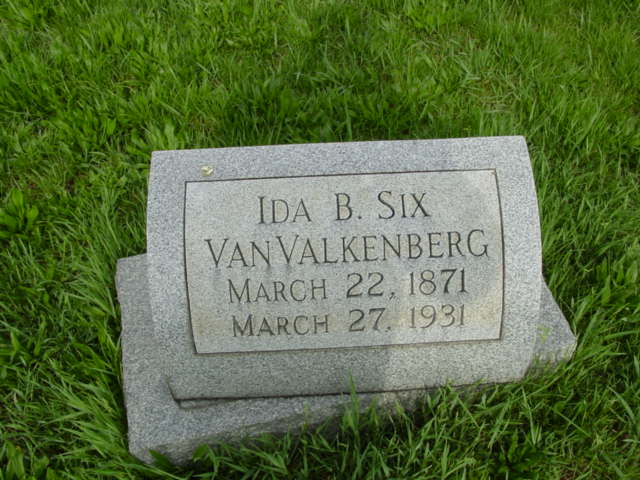 IDA B. SIX
VANVALKENBERG
MARCH 22, 1871
MARCH 27, 1931